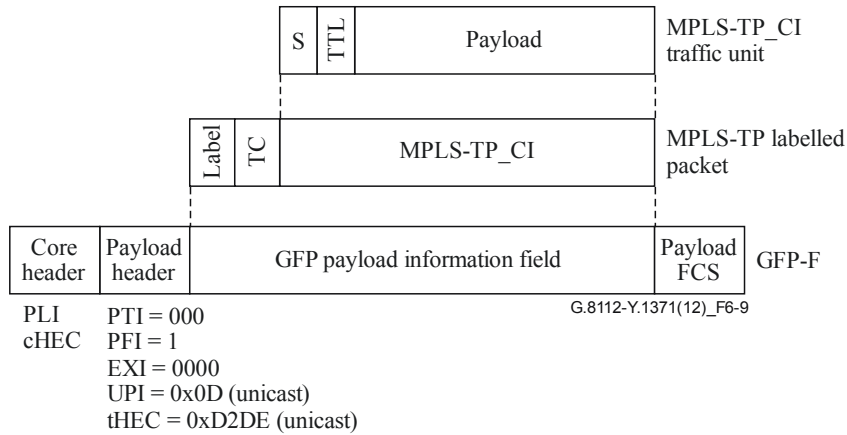 S
TTL
Payload
MPLS-TP_CI
traffic unit
Label
TC
MPLS-TP_CI
MPLS-TP labelled
packet
Core
header
Payload
header
GFP payload information field
Payload
FCS
GFP-F
G.8112-Y.1371(12)_F6-9
PLI
cHEC
PTI = 000
PFI = 1
EXI = 0000
UPI = 0x0D (unicast)
tHEC = 0xD2DE (unicast)